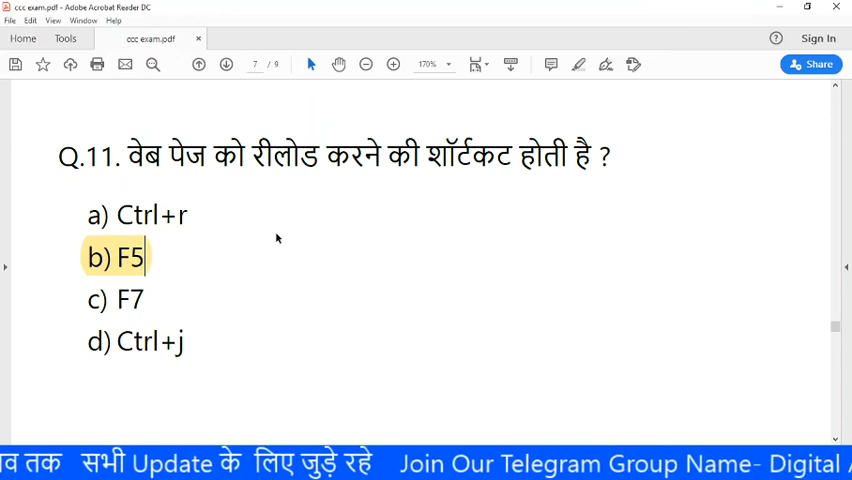 ccc exam.pdf - Adobe Acrobat Reader DC
File Edit View Window Help
Home Tools ccc exam.pdf × Sign In
7 / 9 170% Share
Q.11. वेब पेज को रीलोड करने की शॉर्टकट होती है ?
a) Ctrl+r
b) F5
c) F7
d) Ctrl+j
तक सभी Update के लिए जुड़े रहे Join Our Telegram Group Name- Digital